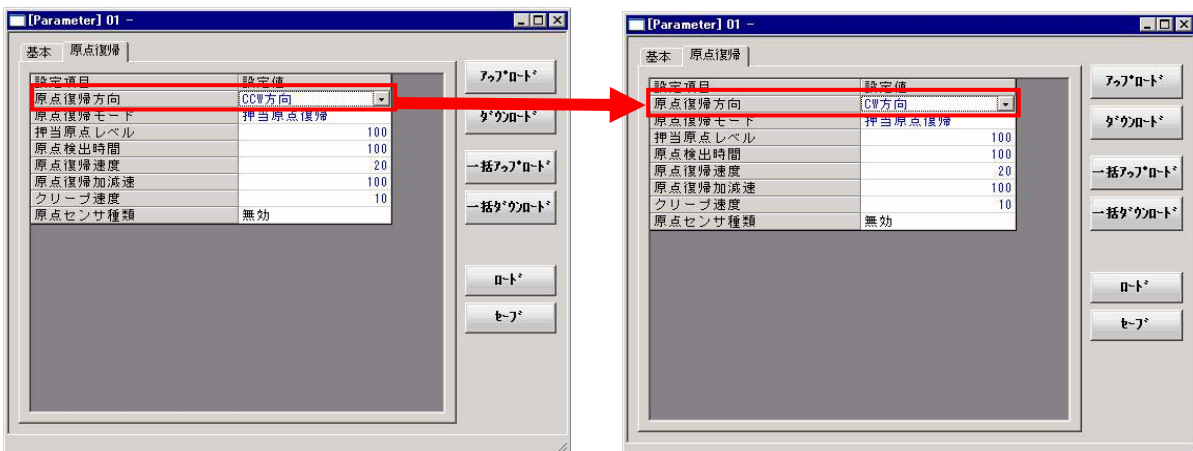 [Parameter] 01 -
基本 原点復帰
設定項目 設定値
原点復帰方向 CCW方向
原点復帰モード 押当原点復帰
押当原点レベル 100
原点検出時間 100
原点復帰速度 20
原点復帰加減速 100
クリープ速度 10
原点センサ種類 無効
アップロード
ダウンロード
一括アップロード
一括ダウンロード
ロード
セーブ
[Parameter] 01 -
基本 原点復帰
設定項目 設定値
原点復帰方向 CW方向
原点復帰モード 押当原点復帰
押当原点レベル 100
原点検出時間 100
原点復帰速度 20
原点復帰加減速 100
クリープ速度 10
原点センサ種類 無効
アップロード
ダウンロード
一括アップロード
一括ダウンロード
ロード
セーブ